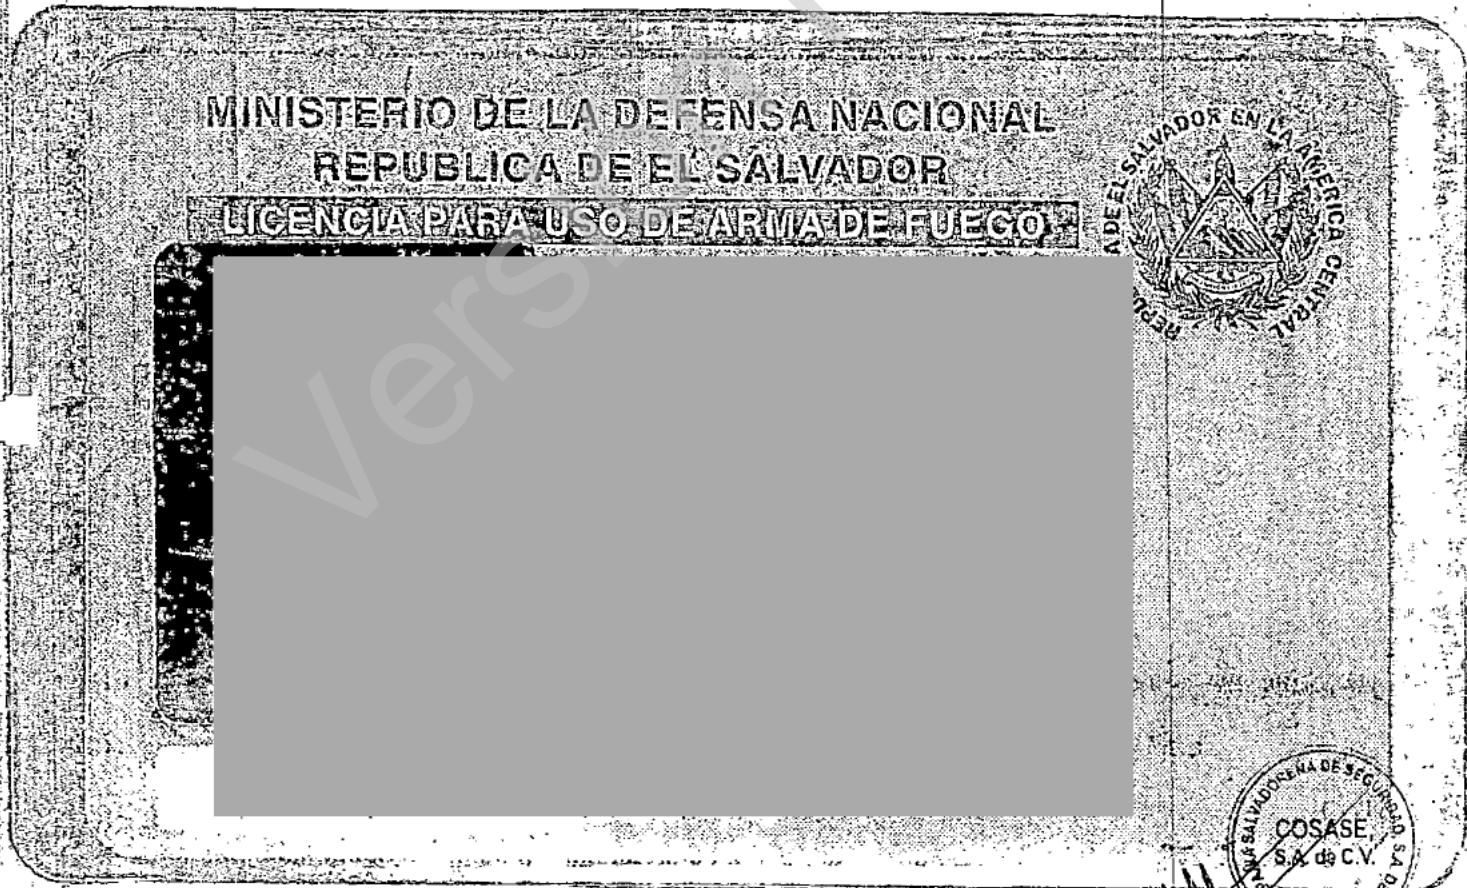 MINISTERIO DE LA DEFENSA NACIONAL
REPUBLICA DE EL SALVADOR
LICENCIA PARA USO DE ARMA DE FUEGO
A DE EL SALVADOR EN LA AMERICA CENTRAL
COSASE,
S.A. de C.V.